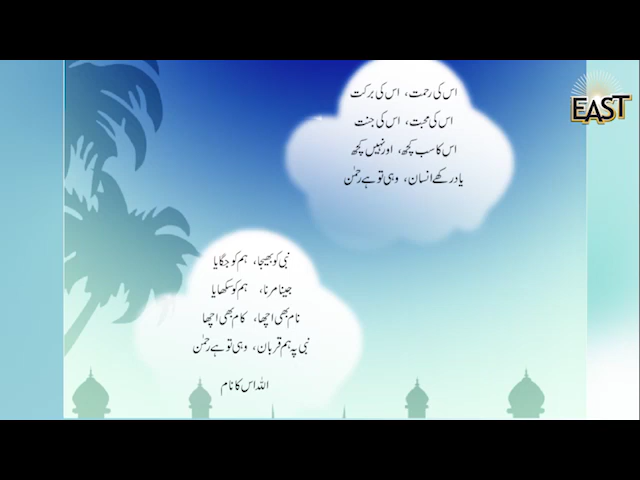 EAST
اس کی رحمت، اس کی برکت
اس کی محبت، اس کی جنت
اس کا سب کچھ، اور نہیں کچھ
یاد رکھے انسان، وہی تو ہے رحمٰن
نبی کو بھیجا، ہم کو جگایا
جینا مرنا، ہم کو سکھایا
نام بھی اچھا، کام بھی اچھا
نبی پہ ہم قربان، وہی تو ہے رحمٰن
اللہ اس کا نام